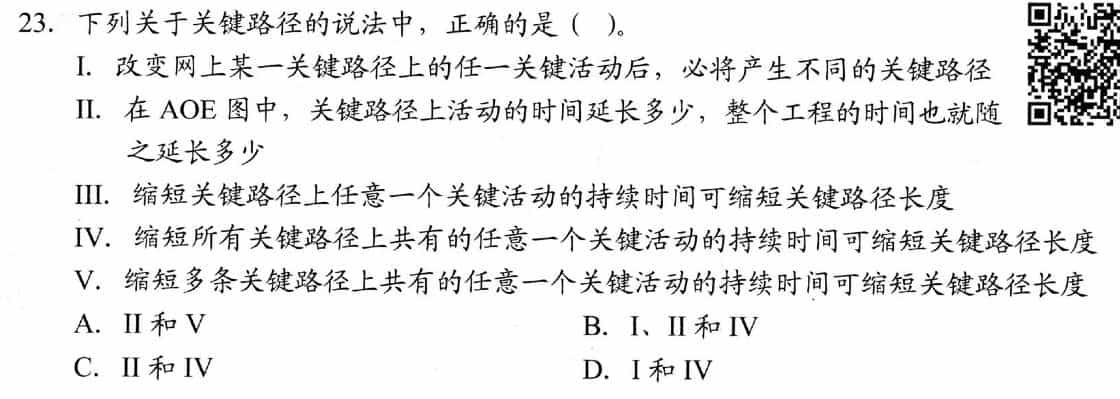 23. 下列关于关键路径的说法中，正确的是（ ）。
I. 改变网上某一关键路径上的任一关键活动后，必将产生不同的关键路径
II. 在 AOE 图中，关键路径上活动的时间延长多少，整个工程的时间也就随
之延长多少
III. 缩短关键路径上任意一个关键活动的持续时间可缩短关键路径长度
IV. 缩短所有关键路径上共有的任意一个关键活动的持续时间可缩短关键路径长度
V. 缩短多条关键路径上共有的任意一个关键活动的持续时间可缩短关键路径长度
A. II 和 V B. I、II 和 IV
C. II 和 IV D. I 和 IV